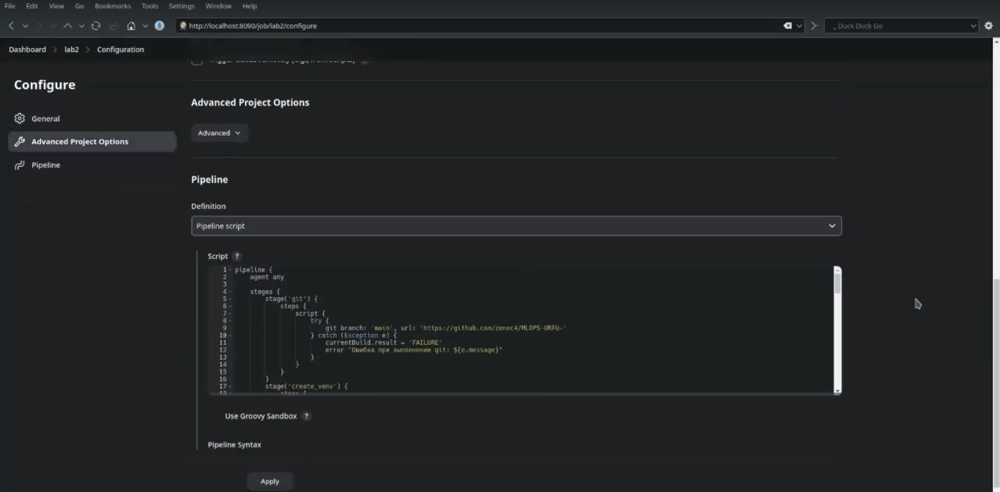 File Edit View Go Bookmarks Tools Settings Window Help
http://localhost:8090/job/lab2/configure
Duck Duck Go
Dashboard > lab2 > Configuration
Configure
General
Advanced Project Options
Pipeline
Advanced Project Options
Advanced
Pipeline
Definition
Pipeline script
Script ?
1 pipeline {
2 agent any
3
4 stages {
5 stage('git') {
6 steps {
7 script {
8 try {
9 git branch: 'main', url: 'https://github.com/zenec4/MLOPS-URFU-'
10 } catch (Exception e) {
11 currentBuild.result = 'FAILURE'
12 error "Ошибка при выполнении git: ${e.message}"
13 }
14 }
15 }
16 }
17 stage('create_venv') {
Use Groovy Sandbox ?
Pipeline Syntax
Apply